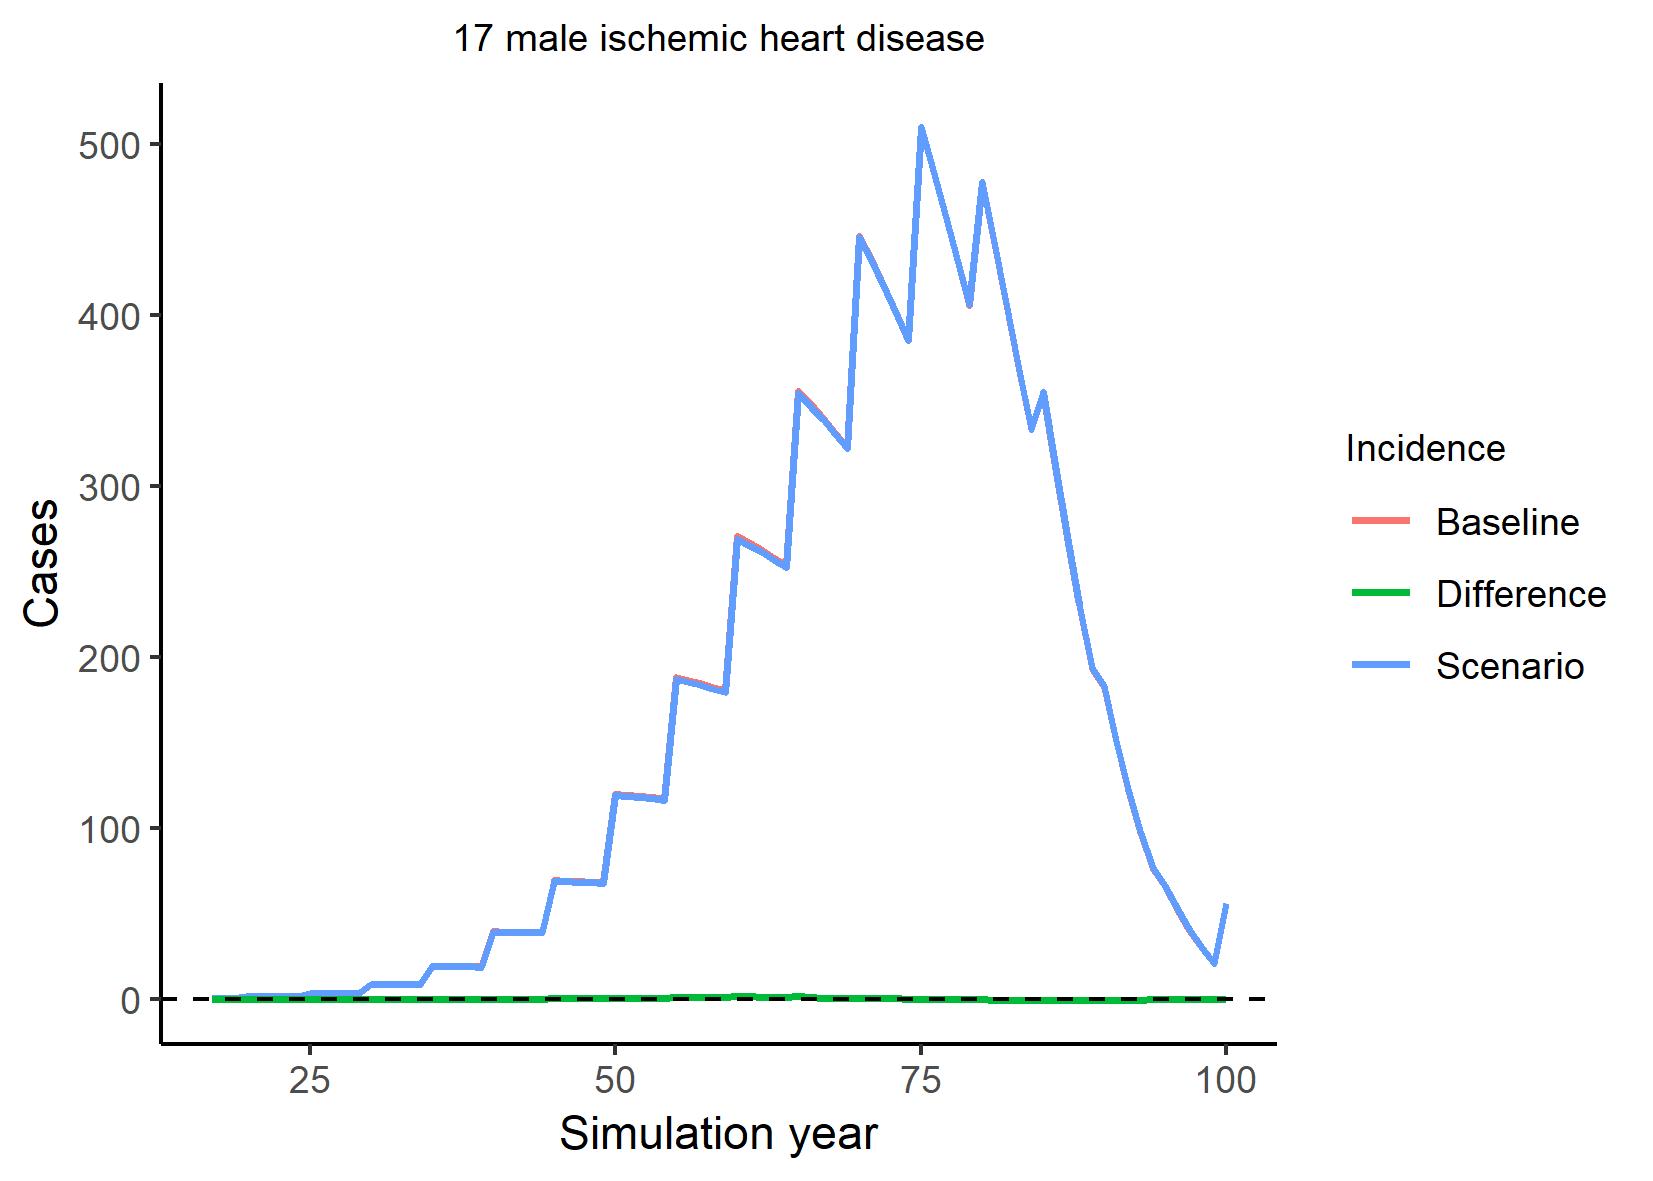 17 male ischemic heart disease
500
400
300
200
100
0
Cases
25 50 75 100
Simulation year
Incidence
Baseline
Difference
Scenario